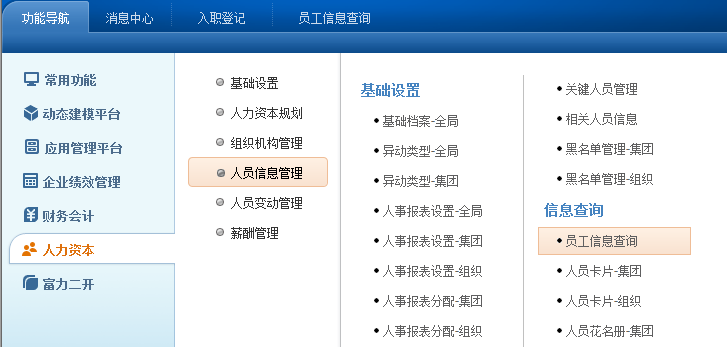 功能导航 消息中心 入职登记 员工信息查询
常用功能
动态建模平台
应用管理平台
企业绩效管理
财务会计
人力资本
富力二开
基础设置
人力资本规划
组织机构管理
人员信息管理
人员变动管理
薪酬管理
基础设置
基础档案-全局
异动类型-全局
异动类型-集团
人事报表设置-全局
人事报表设置-集团
人事报表设置-组织
人事报表分配-集团
人事报表分配-组织
关键人员管理
相关人员信息
黑名单管理-集团
黑名单管理-组织
信息查询
员工信息查询
人员卡片-集团
人员卡片-组织
人员花名册-集团